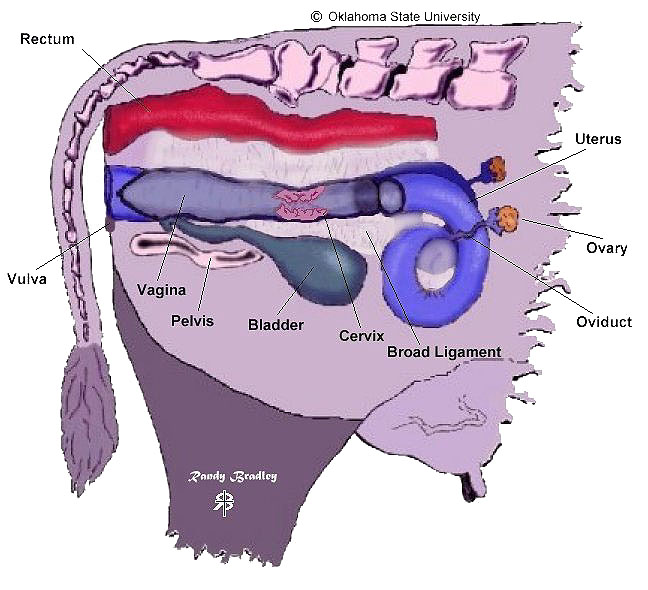 © Oklahoma State University
Rectum
Uterus
Ovary
Vulva
Vagina
Oviduct
Pelvis
Bladder
Cervix
Broad Ligament
Randy Bradley